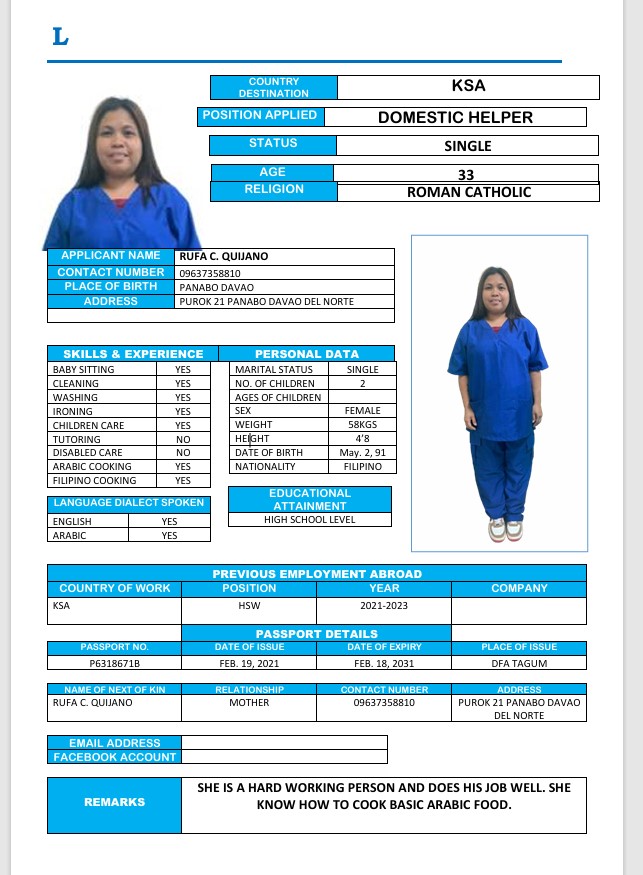 L
COUNTRY DESTINATION KSA
POSITION APPLIED DOMESTIC HELPER
STATUS SINGLE
AGE 33
RELIGION ROMAN CATHOLIC
APPLICANT NAME RUFA C. QUIJANO
CONTACT NUMBER 09637358810
PLACE OF BIRTH PANABO DAVAO
ADDRESS PUROK 21 PANABO DAVAO DEL NORTE
SKILLS & EXPERIENCE
BABY SITTING YES
CLEANING YES
WASHING YES
IRONING YES
CHILDREN CARE YES
TUTORING NO
DISABLED CARE NO
ARABIC COOKING YES
FILIPINO COOKING YES
PERSONAL DATA
MARITAL STATUS SINGLE
NO. OF CHILDREN 2
AGES OF CHILDREN
SEX FEMALE
WEIGHT 58KGS
HEIGHT 4'8
DATE OF BIRTH May. 2, 91
NATIONALITY FILIPINO
LANGUAGE DIALECT SPOKEN
ENGLISH YES
ARABIC YES
EDUCATIONAL
ATTAINMENT
HIGH SCHOOL LEVEL
PREVIOUS EMPLOYMENT ABROAD
COUNTRY OF WORK POSITION YEAR COMPANY
KSA HSW 2021-2023
PASSPORT DETAILS
PASSPORT NO. DATE OF ISSUE DATE OF EXPIRY PLACE OF ISSUE
P6318671B FEB. 19, 2021 FEB. 18, 2031 DFA TAGUM
NAME OF NEXT OF KIN RELATIONSHIP CONTACT NUMBER ADDRESS
RUFA C. QUIJANO MOTHER 09637358810 PUROK 21 PANABO DAVAO
DEL NORTE
EMAIL ADDRESS
FACEBOOK ACCOUNT
REMARKS
SHE IS A HARD WORKING PERSON AND DOES HIS JOB WELL. SHE
KNOW HOW TO COOK BASIC ARABIC FOOD.